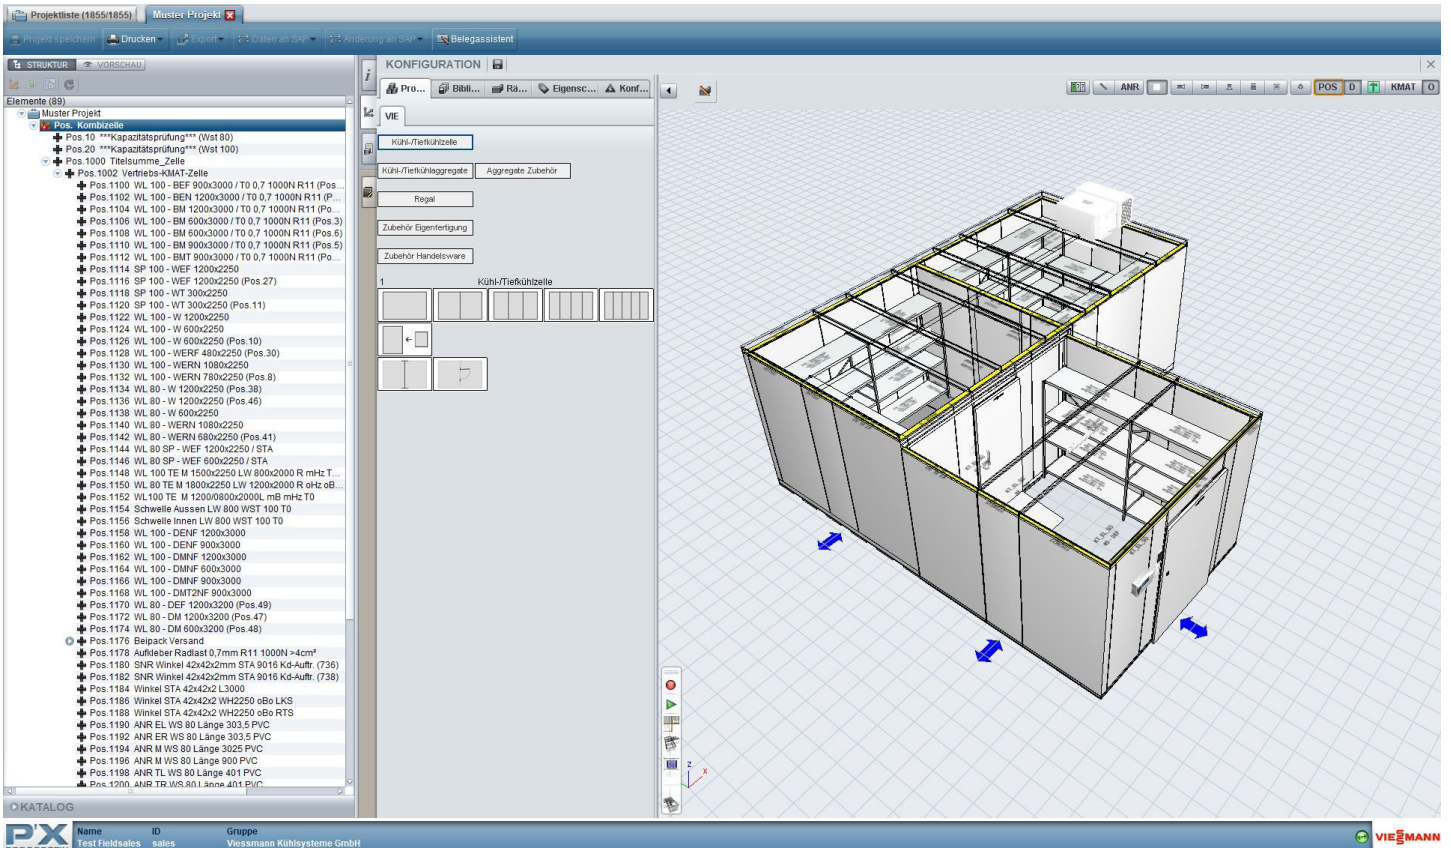 Projektliste (1855/1855)
Muster Projekt
Projekt speichern
Drucken
Export
Daten an SAP
Änderung an SAP
Belegassistent
STRUKTUR
VORSCHAU
Elemente (89)
Muster Projekt
Pos. Kombizelle
Pos.10 ***Kapazitätsprüfung*** (Wst 80)
Pos.20 ***Kapazitätsprüfung*** (Wst 100)
Pos.1000 Titelsumme_Zelle
Pos.1002 Vertriebs-KMAT-Zelle
Pos.1100 WL 100 - BEF 900x3000 / T0 0,7 1000N R11 (Pos...
Pos.1102 WL 100 - BEN 1200x3000 / T0 0,7 1000N R11 (P...
Pos.1104 WL 100 - BM 1200x3000 / T0 0,7 1000N R11 (Po...
Pos.1106 WL 100 - BM 600x3000 / T0 0,7 1000N R11 (Pos.3)
Pos.1108 WL 100 - BM 600x3000 / T0 0,7 1000N R11 (Pos.6)
Pos.1110 WL 100 - BM 900x3000 / T0 0,7 1000N R11 (Pos.5)
Pos.1112 WL 100 - BMT 900x3000 / T0 0,7 1000N R11 (Po...
Pos.1114 SP 100 - WEF 1200x2250
Pos.1116 SP 100 - WEF 1200x2250 (Pos.27)
Pos.1118 SP 100 - WT 300x2250
Pos.1120 SP 100 - WT 300x2250 (Pos.11)
Pos.1122 WL 100 - W 1200x2250
Pos.1124 WL 100 - W 600x2250
Pos.1126 WL 100 - W 600x2250 (Pos.10)
Pos.1128 WL 100 - WERF 480x2250 (Pos.30)
Pos.1130 WL 100 - WERN 1080x2250
Pos.1132 WL 100 - WERN 780x2250 (Pos.8)
Pos.1134 WL 80 - W 1200x2250 (Pos.38)
Pos.1136 WL 80 - W 1200x2250 (Pos.46)
Pos.1138 WL 80 - W 600x2250
Pos.1140 WL 80 - WERN 1080x2250
Pos.1142 WL 80 - WERN 680x2250 (Pos.41)
Pos.1144 WL 80 SP - WEF 1200x2250 / STA
Pos.1146 WL 80 SP - WEF 600x2250 / STA
Pos.1148 WL 100 TE M 1500x2250 LW 800x2000 R mHz T...
Pos.1150 WL 80 TE M 1800x2250 LW 1200x2000 R oHz oB...
Pos.1152 WL100 TE M 1200/0800x2000L mB mHz T0
Pos.1154 Schwelle Aussen LW 800 WST 100 T0
Pos.1156 Schwelle Innen LW 800 WST 100 T0
Pos.1158 WL 100 - DENF 1200x3000
Pos.1160 WL 100 - DENF 900x3000
Pos.1162 WL 100 - DMNF 1200x3000
Pos.1164 WL 100 - DMNF 600x3000
Pos.1166 WL 100 - DMNF 900x3000
Pos.1168 WL 100 - DMT2NF 900x3000
Pos.1170 WL 80 - DEF 1200x3200 (Pos.49)
Pos.1172 WL 80 - DM 1200x3200 (Pos.47)
Pos.1174 WL 80 - DM 600x3200 (Pos.48)
Pos.1176 Beipack Versand
Pos.1178 Aufkleber Radlast 0,7mm R11 1000N >4cm²
Pos.1180 SNR Winkel 42x42x2mm STA 9016 Kd-Auftr. (736)
Pos.1182 SNR Winkel 42x42x2mm STA 9016 Kd-Auftr. (738)
Pos.1184 Winkel STA 42x42x2 L3000
Pos.1186 Winkel STA 42x42x2 WH2250 oBo LKS
Pos.1188 Winkel STA 42x42x2 WH2250 oBo RTS
Pos.1190 ANR EL WS 80 Länge 303,5 PVC
Pos.1192 ANR ER WS 80 Länge 303,5 PVC
Pos.1194 ANR M WS 80 Länge 3025 PVC
Pos.1196 ANR M WS 80 Länge 900 PVC
Pos.1198 ANR TL WS 80 Länge 401 PVC
Pos.1200 ANR TR WS 80 Länge 401 PVC
KATALOG
KONFIGURATION
Pro...
Bibli...
Rä...
Eigensc...
Konf...
VIE
Kühl-/Tiefkühlzelle
Kühl-/Tiefkühlaggregate
Aggregate Zubehör
Regal
Zubehör Eigenfertigung
Zubehör Handelsware
1
Kühl-/Tiefkühlzelle
ANR
POS
D
T
KMAT
O
z
x
P'X
Name
ID
Gruppe
Test Fieldsales
sales
Viessmann Kühlsysteme GmbH
VIESSMANN